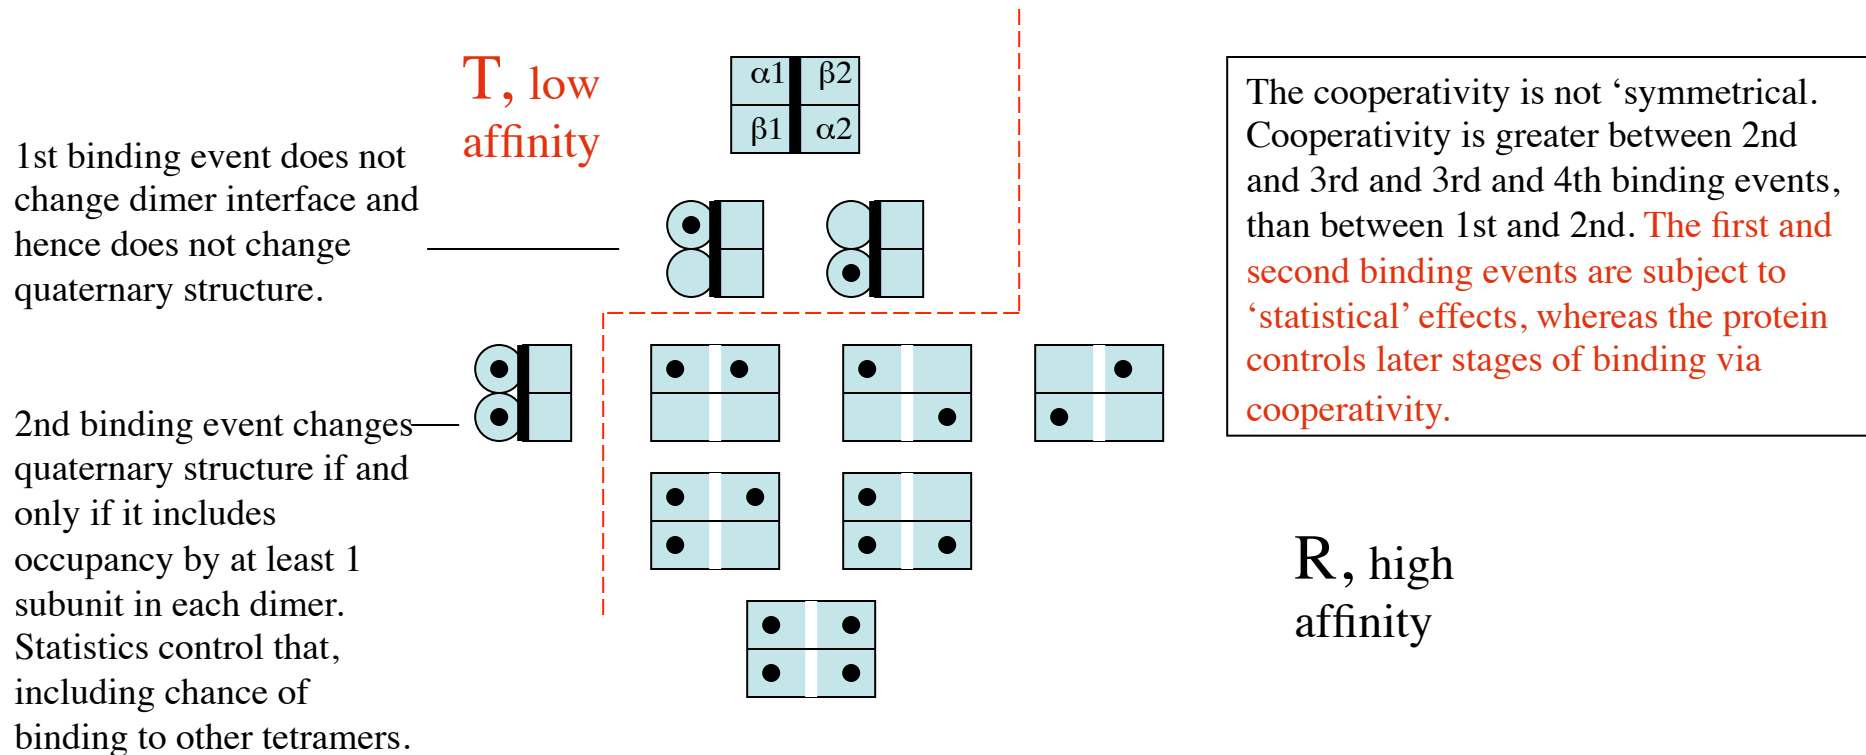 T, low
affinity
α1 β2
β1 α2
1st binding event does not
change dimer interface and
hence does not change
quaternary structure.
2nd binding event changes
quaternary structure if and
only if it includes
occupancy by at least 1
subunit in each dimer.
Statistics control that,
including chance of
binding to other tetramers.
The cooperativity is not ‘symmetrical.
Cooperativity is greater between 2nd
and 3rd and 3rd and 4th binding events,
than between 1st and 2nd. The first and
second binding events are subject to
‘statistical’ effects, whereas the protein
controls later stages of binding via
cooperativity.
R, high
affinity